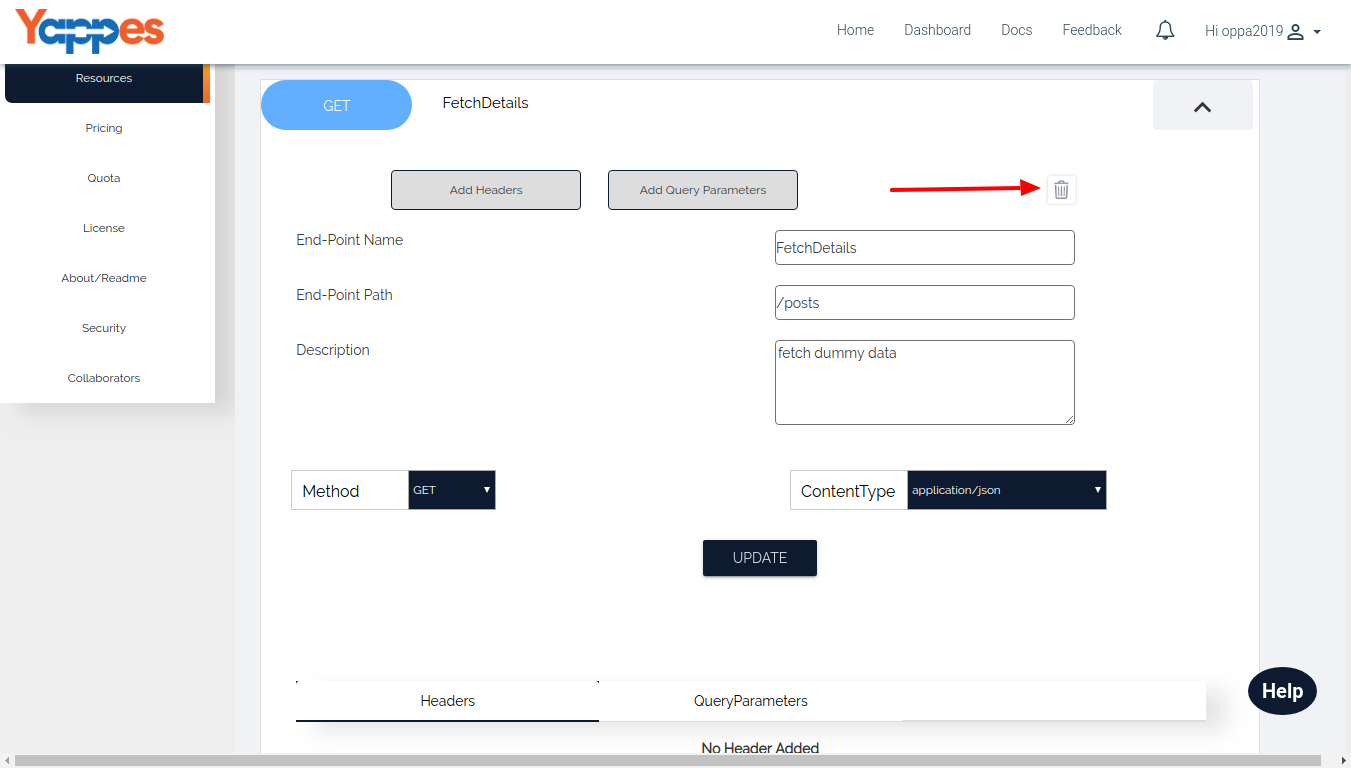 Yappes
Home Dashboard Docs Feedback Hi oppa2019
Resources
Pricing
Quota
License
About/Readme
Security
Collaborators
GET FetchDetails
Add Headers Add Query Parameters
End-Point Name FetchDetails
End-Point Path /posts
Description fetch dummy data
Method GET ContentType application/json
UPDATE
Headers QueryParameters
No Header Added
Help